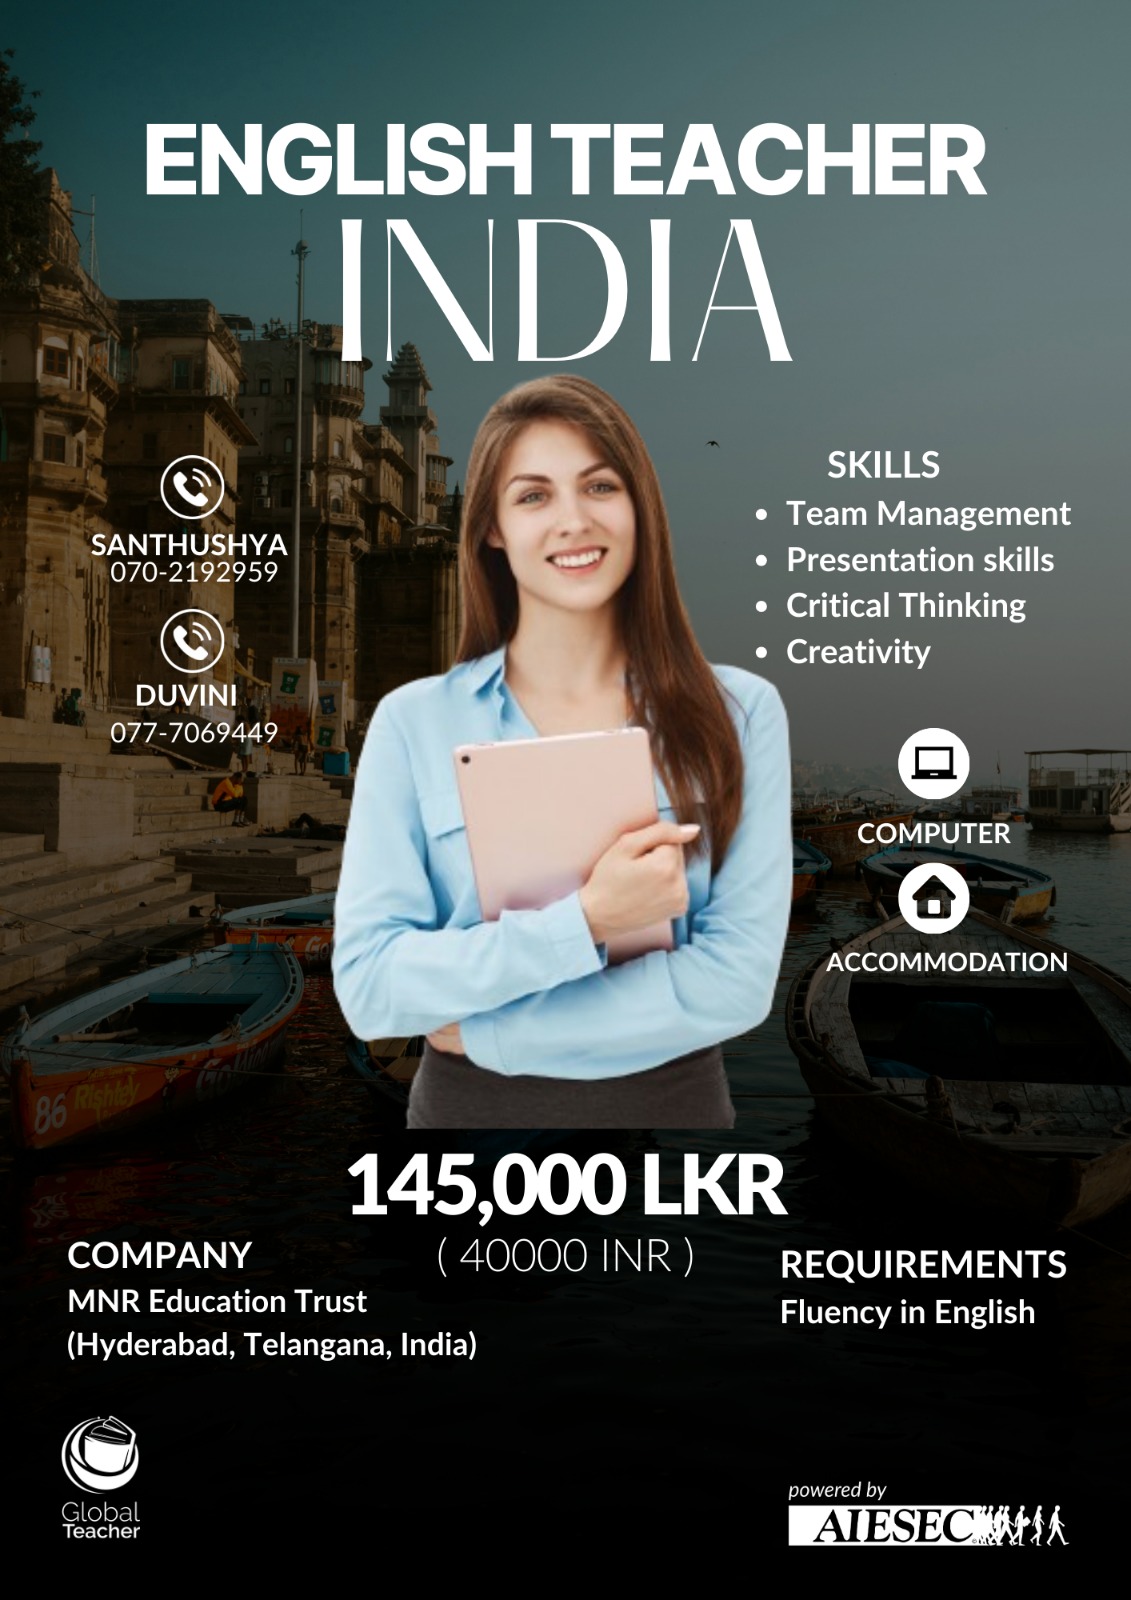 ENGLISH TEACHER
INDIA
SANTHUSHYA
070-2192959
DUVINI
077-7069449
SKILLS
• Team Management
• Presentation skills
• Critical Thinking
• Creativity
COMPUTER
ACCOMMODATION
86 Rishtey
145,000 LKR
( 40000 INR )
COMPANY
MNR Education Trust
(Hyderabad, Telangana, India)
REQUIREMENTS
Fluency in English
Global
Teacher
powered by
AIESEC